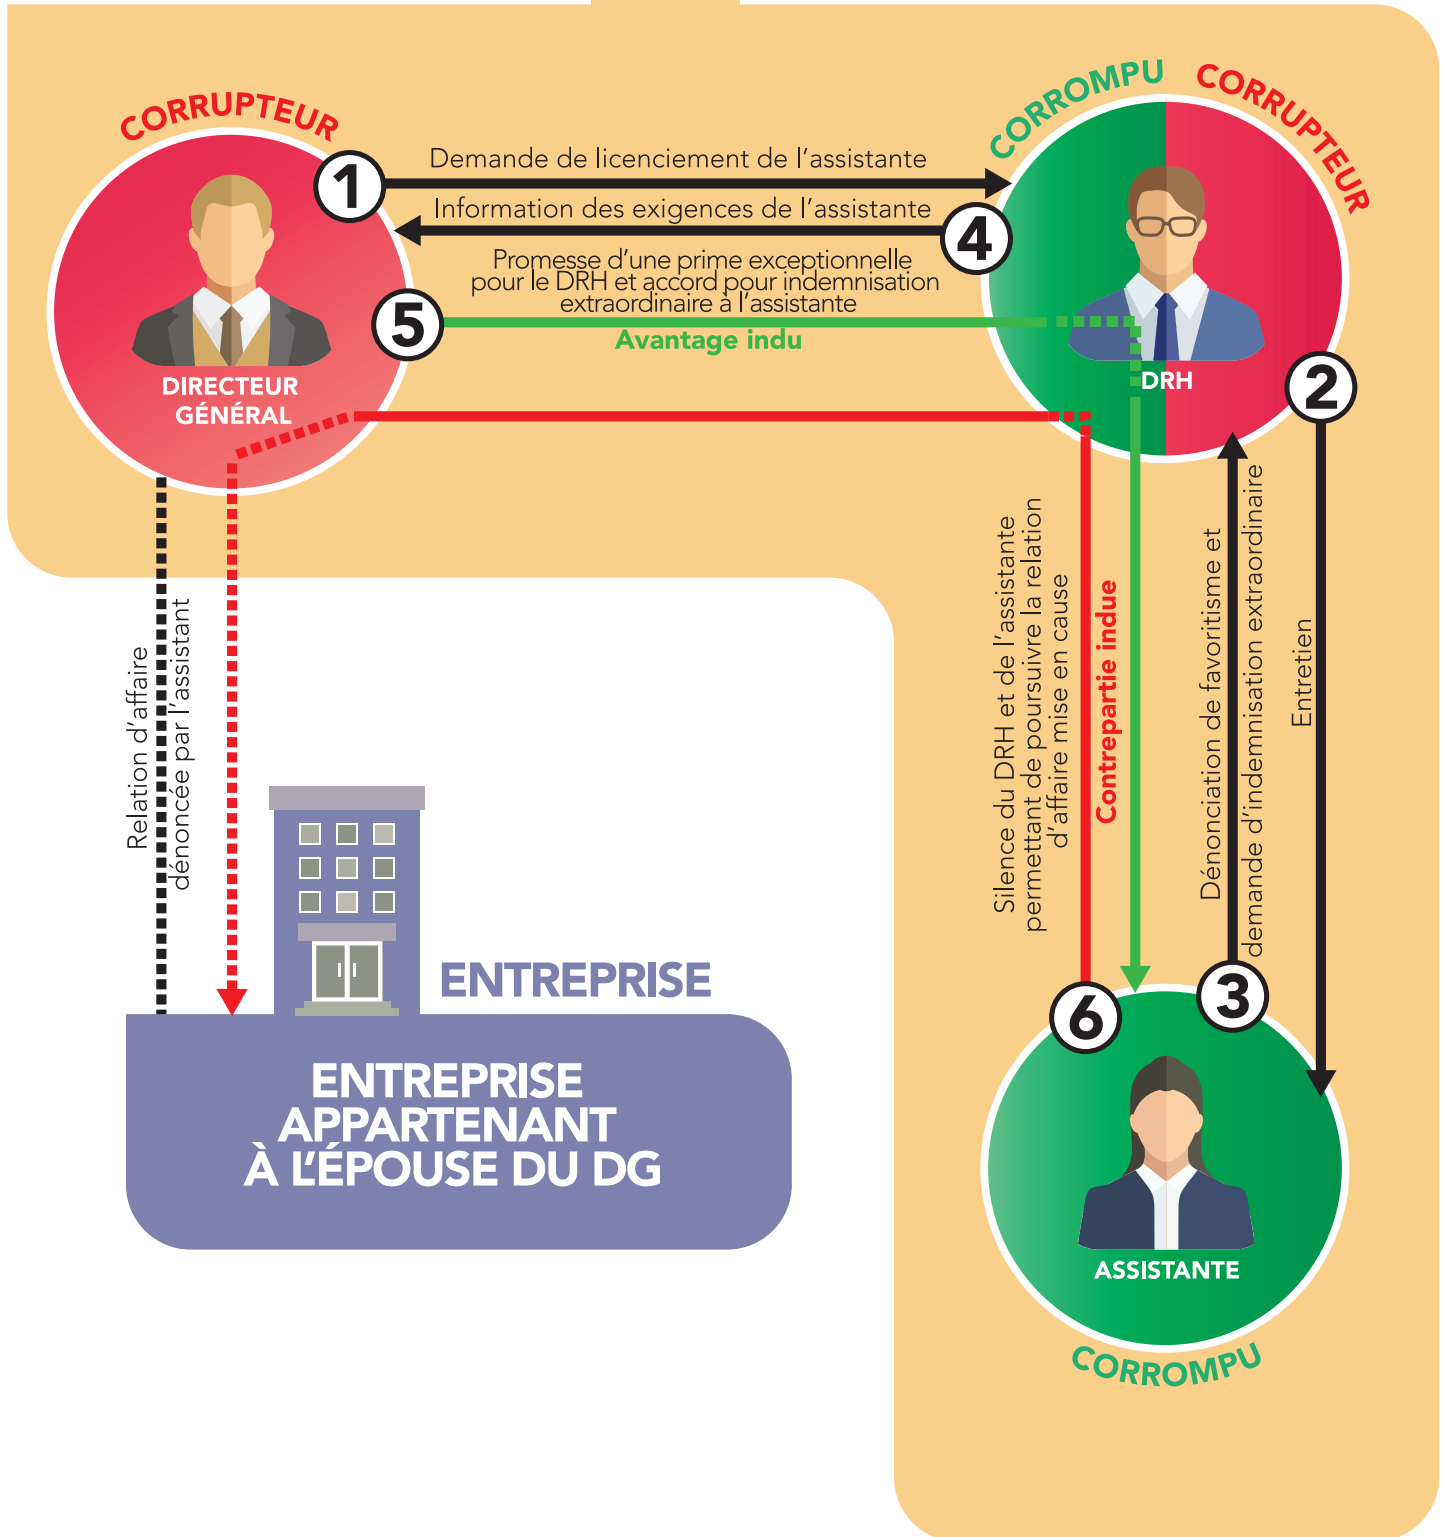 CORRUPTEUR
CORROMPU
CORRUPTEUR
1
Demande de licenciement de l’assistante
Information des exigences de l’assistante
4
Promesse d’une prime exceptionnelle
pour le DRH et accord pour indemnisation
extraordinaire à l’assistante
5
Avantage indu
DIRECTEUR
GÉNÉRAL
DRH
2
Relation d’affaire
dénoncée par l’assistant
Silence du DRH et de l’assistante
permettant de poursuivre la relation
d’affaire mise en cause
Contrepartie indue
Dénonciation de favoritisme et
demande d’indemnisation extraordinaire
Entretien
ENTREPRISE
6
3
ENTREPRISE
APPARTENANT
À L’ÉPOUSE DU DG
ASSISTANTE
CORROMPU